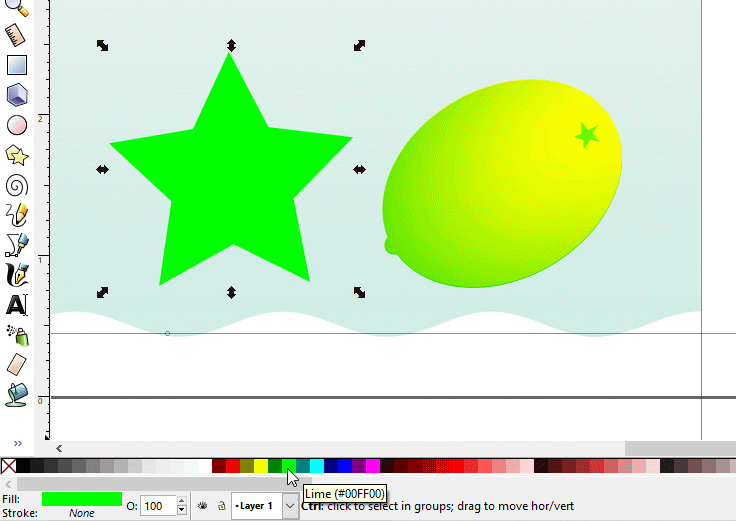 2
1
0
A
Lime (#00FF00)
Fill:
Stroke:
None
O:
100
•Layer 1
Ctrl: click to select in groups; drag to move hor/vert